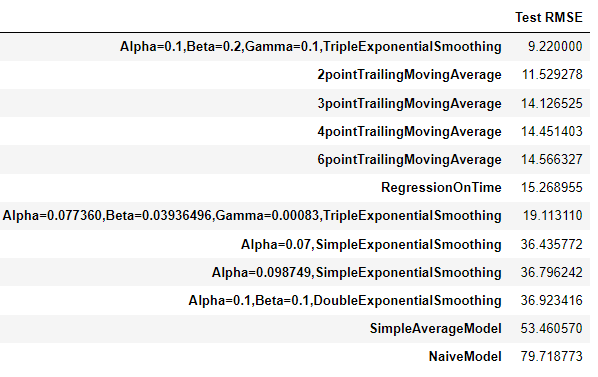 Test RMSE
Alpha=0.1,Beta=0.2,Gamma=0.1,TripleExponentialSmoothing 9.220000
2pointTrailingMovingAverage 11.529278
3pointTrailingMovingAverage 14.126525
4pointTrailingMovingAverage 14.451403
6pointTrailingMovingAverage 14.566327
RegressionOnTime 15.268955
Alpha=0.077360,Beta=0.03936496,Gamma=0.00083,TripleExponentialSmoothing 19.113110
Alpha=0.07,SimpleExponentialSmoothing 36.435772
Alpha=0.098749,SimpleExponentialSmoothing 36.796242
Alpha=0.1,Beta=0.1,DoubleExponentialSmoothing 36.923416
SimpleAverageModel 53.460570
NaiveModel 79.718773